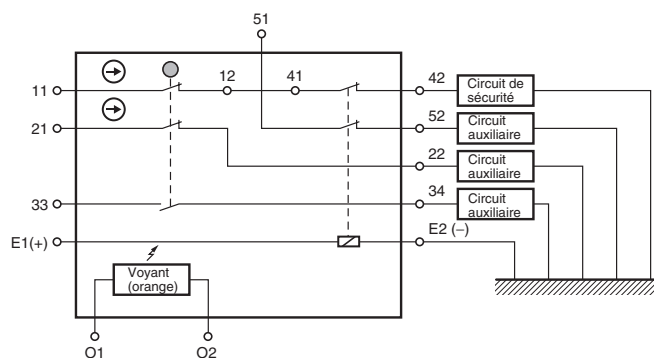 51
12
41
42
11
Circuit de
sécurité
52
Circuit
auxiliaire
21
22
Circuit
auxiliaire
34
Circuit
auxiliaire
33
E1(+)
E2 (−)
Voyant
(orange)
O1
O2